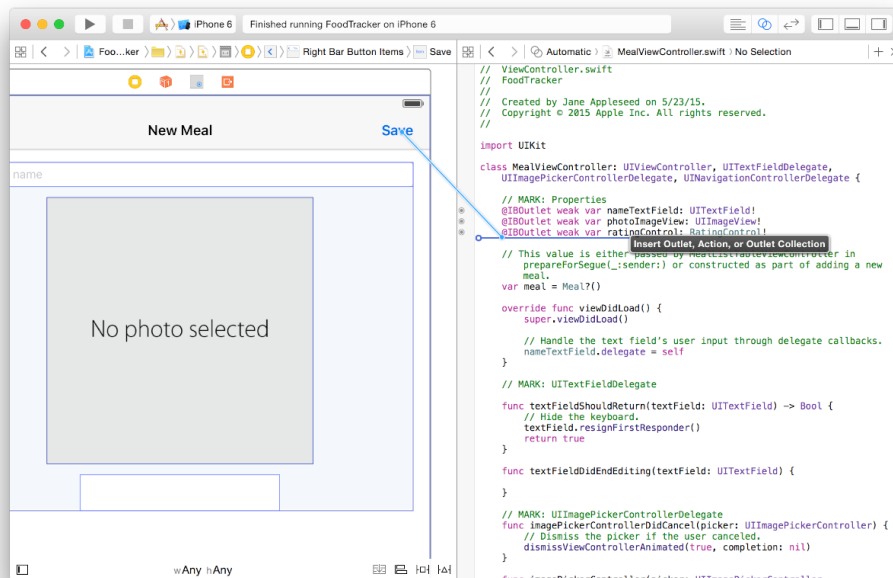 iPhone 6
Finished running FoodTracker on iPhone 6
Foo...ker
Right Bar Button Items
Save
Automatic
MealViewController.swift
No Selection
New Meal
Save
name
No photo selected
wAny hAny
// ViewController.swift
// FoodTracker
//
// Created by Jane Appleseed on 5/23/15.
// Copyright © 2015 Apple Inc. All rights reserved.
//
import UIKit
class MealViewController: UIViewController, UITextFieldDelegate,
UIImagePickerControllerDelegate, UINavigationControllerDelegate {
// MARK: Properties
@IBOutlet weak var nameTextField: UITextField!
@IBOutlet weak var photoImageView: UIImageView!
@IBOutlet weak var ratingControl: RatingControl!
Insert Outlet, Action, or Outlet Collection
// This value is either passed by MealListTableViewController in
prepareForSegue(_:sender:) or constructed as part of adding a new
meal.
var meal = Meal?()
override func viewDidLoad() {
super.viewDidLoad()
// Handle the text field's user input through delegate callbacks.
nameTextField.delegate = self
}
// MARK: UITextFieldDelegate
func textFieldShouldReturn(textField: UITextField) -> Bool {
// Hide the keyboard.
textField.resignFirstResponder()
return true
}
func textFieldDidEndEditing(textField: UITextField) {
}
// MARK: UIImagePickerControllerDelegate
func imagePickerControllerDidCancel(picker: UIImagePickerController) {
// Dismiss the picker if the user canceled.
dismissViewControllerAnimated(true, completion: nil)
}